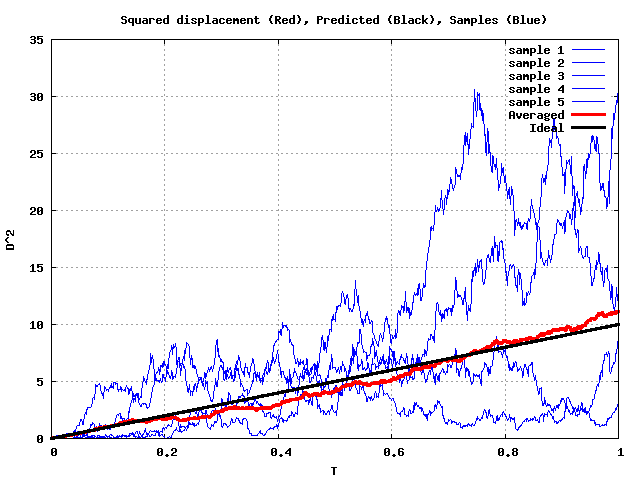 Squared displacement (Red), Predicted (Black), Samples (Blue)
35
30
25
20
15
10
5
0
D^2
sample 1
sample 2
sample 3
sample 4
sample 5
Averaged
Ideal
0 0.2 0.4 0.6 0.8 1
T